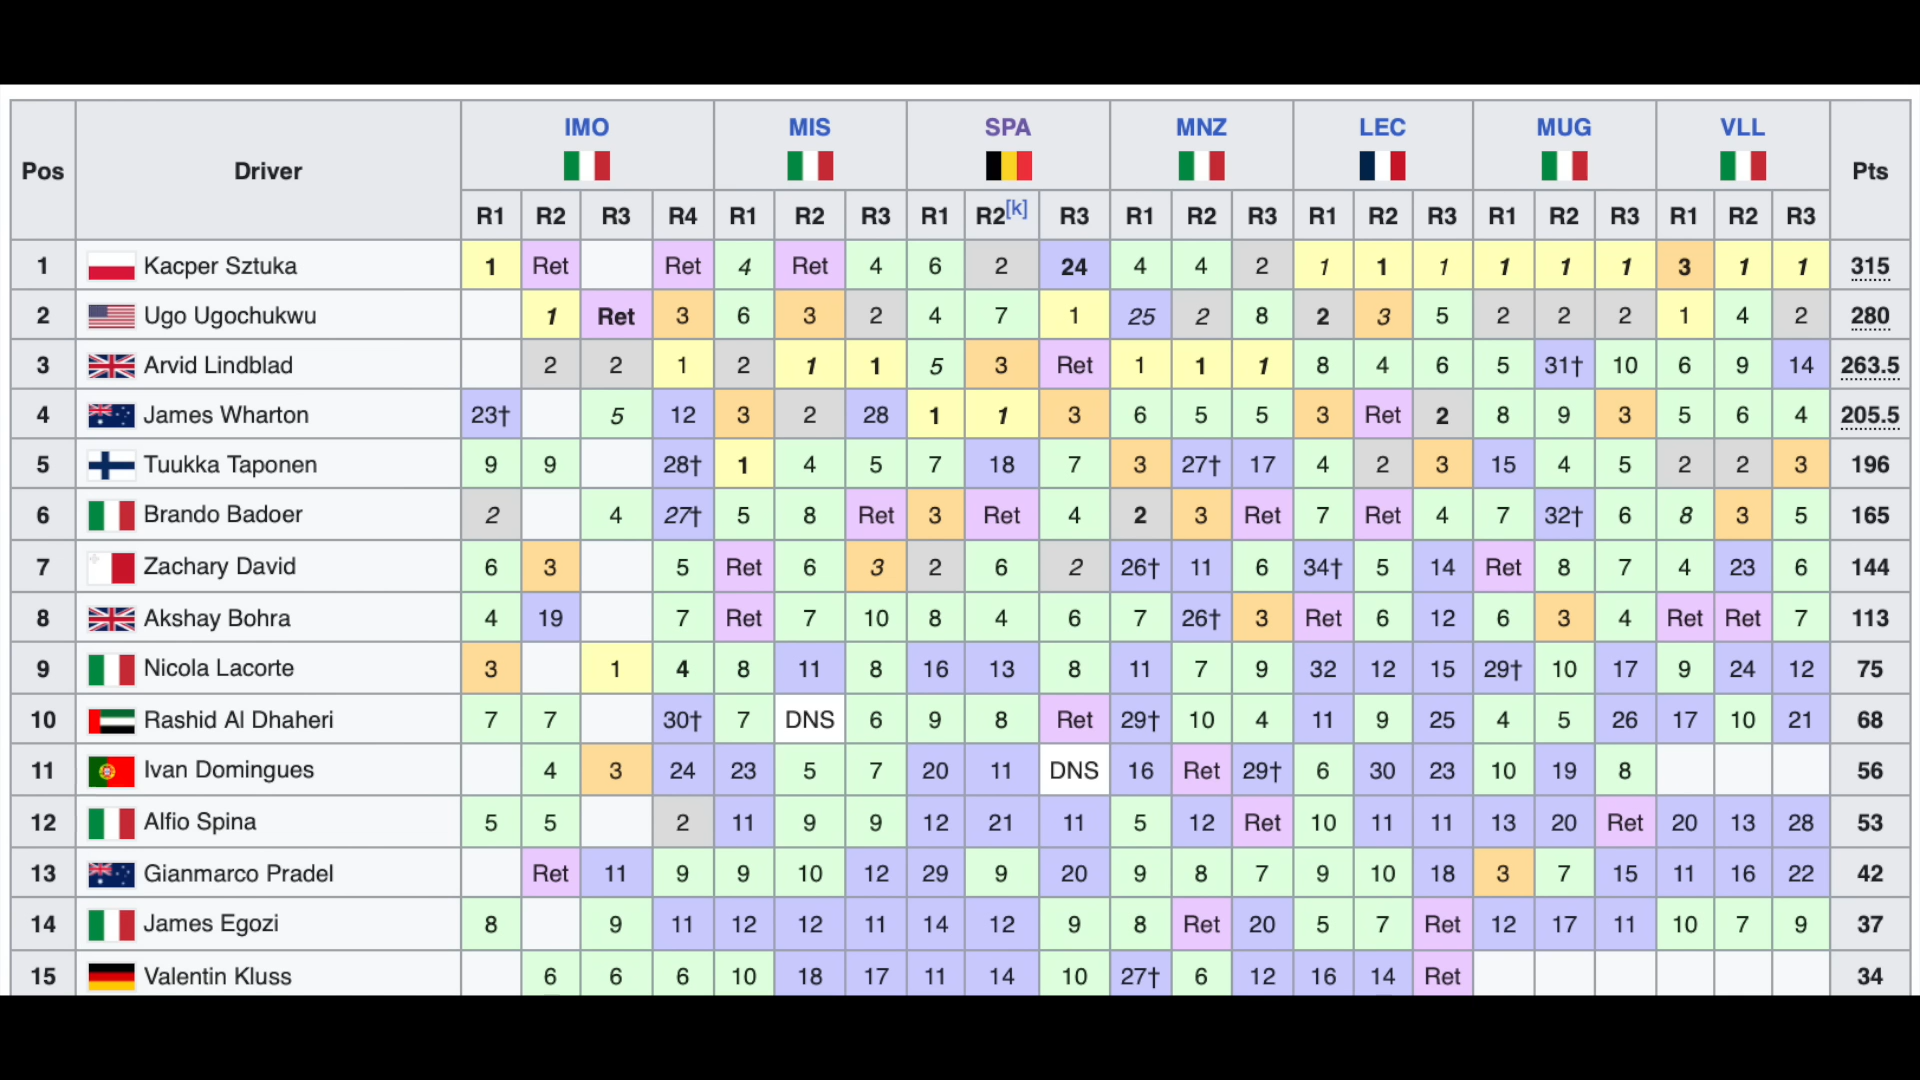 Pos Driver IMO MIS SPA MNZ LEC MUG VLL Pts
R1 R2 R3 R4 R1 R2 R3 R1 R2[k] R3 R1 R2 R3 R1 R2 R3 R1 R2 R3 R1 R2 R3
1 Kacper Sztuka 1 Ret Ret 4 Ret 4 6 2 24 4 4 2 1 1 1 1 1 1 3 1 1 315
2 Ugo Ugochukwu 1 Ret 3 6 3 2 4 7 1 25 2 8 2 3 5 2 2 2 1 4 2 280
3 Arvid Lindblad 2 2 1 2 1 1 5 3 Ret 1 1 1 8 4 6 5 31† 10 6 9 14 263.5
4 James Wharton 23† 5 12 3 2 28 1 1 3 6 5 5 3 Ret 2 8 9 3 5 6 4 205.5
5 Tuukka Taponen 9 9 28† 1 4 5 7 18 7 3 27† 17 4 2 3 15 4 5 2 2 3 196
6 Brando Badoer 2 4 27† 5 8 Ret 3 Ret 4 2 3 Ret 7 Ret 4 7 32† 6 8 3 5 165
7 Zachary David 6 3 5 Ret 6 3 2 6 2 26† 11 6 34† 5 14 Ret 8 7 4 23 6 144
8 Akshay Bohra 4 19 7 Ret 7 10 8 4 6 7 26† 3 Ret 6 12 6 3 4 Ret Ret 7 113
9 Nicola Lacorte 3 1 4 8 11 8 16 13 8 11 7 9 32 12 15 29† 10 17 9 24 12 75
10 Rashid Al Dhaheri 7 7 30† 7 DNS 6 9 8 Ret 29† 10 4 11 9 25 4 5 26 17 10 21 68
11 Ivan Domingues 4 3 24 23 5 7 20 11 DNS 16 Ret 29† 6 30 23 10 19 8 56
12 Alfio Spina 5 5 2 11 9 9 12 21 11 5 12 Ret 10 11 11 13 20 Ret 20 13 28 53
13 Gianmarco Pradel Ret 11 9 9 10 12 29 9 20 9 8 7 9 10 18 3 7 15 11 16 22 42
14 James Egozi 8 9 11 12 12 11 14 12 9 8 Ret 20 5 7 Ret 12 17 11 10 7 9 37
15 Valentin Kluss 6 6 6 10 18 17 11 14 10 27† 6 12 16 14 Ret 34